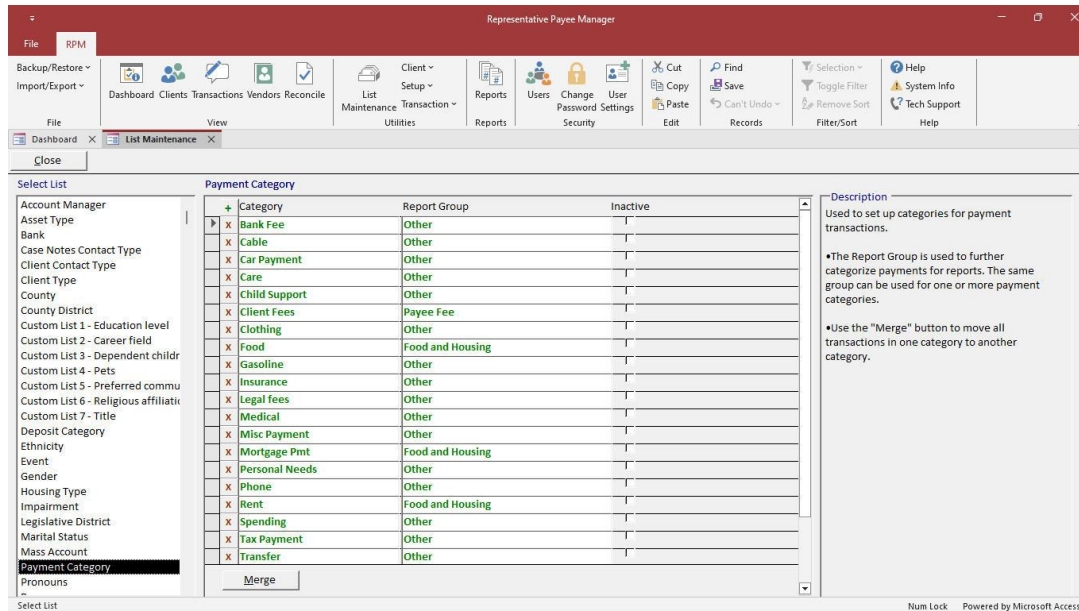 Representative Payee Manager
File RPM
Backup/Restore
Import/Export
File
Dashboard Clients Transactions Vendors Reconcile
View
List Maintenance
Client
Setup
Transaction
Utilities
Reports
Reports
Users Change Password User Settings
Security
Cut
Copy
Paste
Edit
Find
Save
Can't Undo
Records
Selection
Toggle Filter
Remove Sort
Filter/Sort
Help
System Info
Tech Support
Help
Dashboard X List Maintenance X
Close
Select List
Account Manager
Asset Type
Bank
Case Notes Contact Type
Client Contact Type
Client Type
County
County District
Custom List 1 - Education level
Custom List 2 - Career field
Custom List 3 - Dependent childr
Custom List 4 - Pets
Custom List 5 - Preferred commu
Custom List 6 - Religious affiliatic
Custom List 7 - Title
Deposit Category
Ethnicity
Event
Gender
Housing Type
Impairment
Legislative District
Marital Status
Mass Account
Payment Category
Pronouns
Payment Category
+ Category Report Group Inactive
x Bank Fee Other
x Cable Other
x Car Payment Other
x Care Other
x Child Support Other
x Client Fees Payee Fee
x Clothing Other
x Food Food and Housing
x Gasoline Other
x Insurance Other
x Legal fees Other
x Medical Other
x Misc Payment Other
x Mortgage Pmt Food and Housing
x Personal Needs Other
x Phone Other
x Rent Food and Housing
x Spending Other
x Tax Payment Other
x Transfer Other
Merge
Description
Used to set up categories for payment
transactions.
•The Report Group is used to further
categorize payments for reports. The same
group can be used for one or more payment
categories.
•Use the "Merge" button to move all
transactions in one category to another
category.
Select List
Num Lock Powered by Microsoft Access